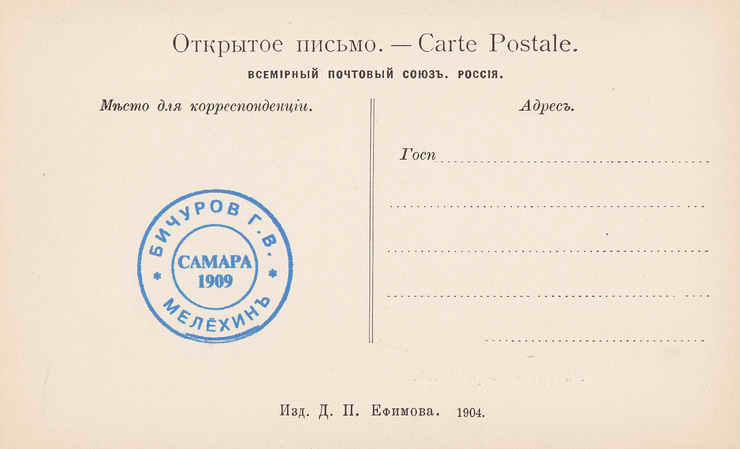 Открытое письмо. — Carte Postale.
ВСЕМІРНЫЙ ПОЧТОВЫЙ СОЮЗЪ. РОССІЯ.
Мѣсто для корреспонденціи.
Адресъ.
Госп
БИЧУРОВ Г. В.
САМАРА
1909
МЕЛЁХИНЪ
Изд. Д. П. Ефимова. 1904.